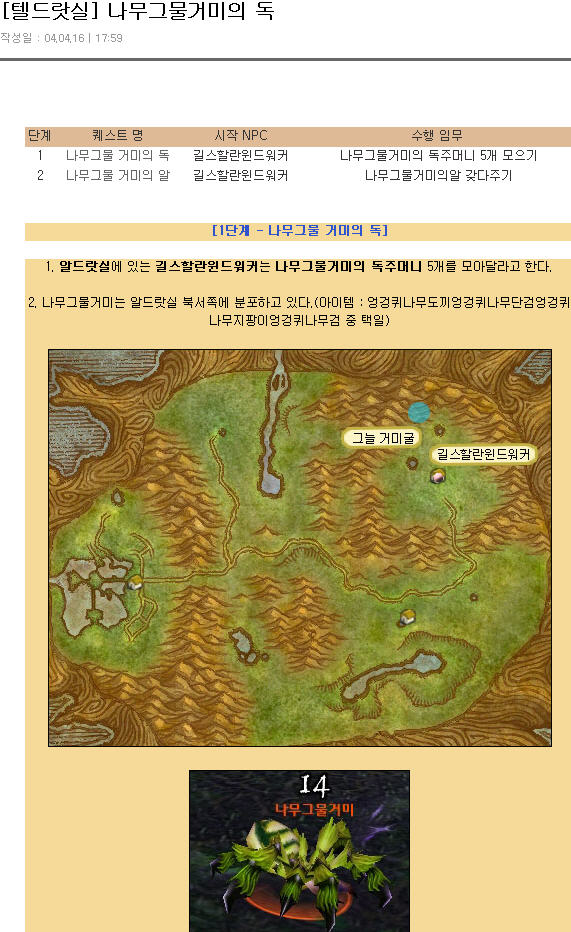 [텔드랏실] 나무그물거미의 독
작성일 : 04.04.16 | 17:59
단계 퀘스트 명 시작 NPC 수행 임무
1 나무그물 거미의 독 길스할란윈드워커 나무그물거미의 독주머니 5개 모으기
2 나무그물 거미의 알 길스할란윈드워커 나무그물거미의알 갖다주기
[1단계 - 나무그물 거미의 독]
1. 알드랏실에 있는 길스할란윈드워커는 나무그물거미의 독주머니 5개를 모아달라고 한다.
2. 나무그물거미는 알드랏실 북서쪽에 분포하고 있다.(아이템 : 엉겅퀴나무도끼엉겅퀴나무단검엉겅퀴
나무지팡이엉겅퀴나무검 중 택일)
그늘 거미굴
길스할란윈드워커
14
나무그물거미